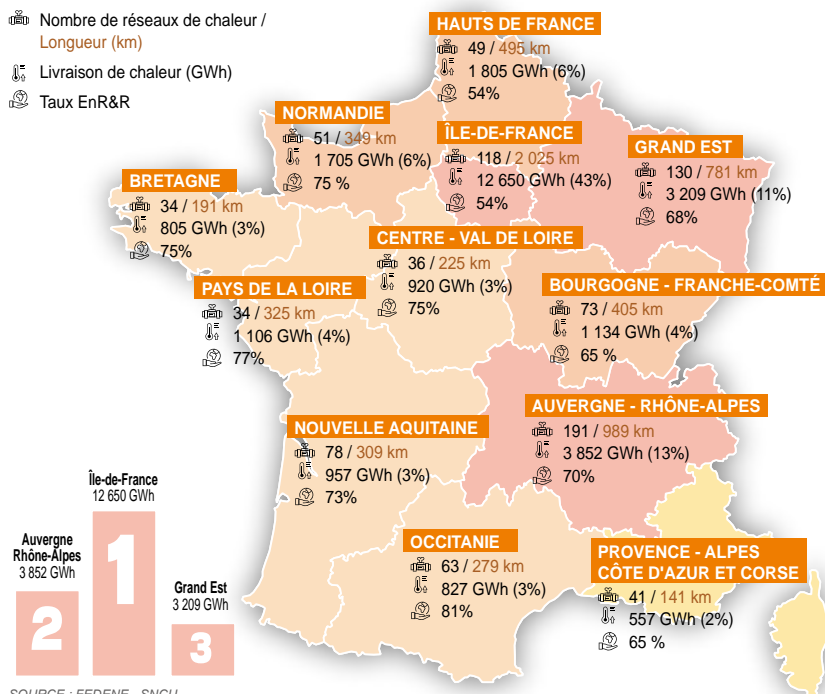 Nombre de réseaux de chaleur /
Longueur (km)
Livraison de chaleur (GWh)
Taux EnR&R
HAUTS DE FRANCE
49 / 495 km
1 805 GWh (6%)
54%
NORMANDIE
51 / 349 km
1 705 GWh (6%)
75 %
ÎLE-DE-FRANCE
118 / 2 025 km
12 650 GWh (43%)
54%
GRAND EST
130 / 781 km
3 209 GWh (11%)
68%
BRETAGNE
34 / 191 km
805 GWh (3%)
75%
CENTRE - VAL DE LOIRE
36 / 225 km
920 GWh (3%)
75%
PAYS DE LA LOIRE
34 / 325 km
1 106 GWh (4%)
77%
BOURGOGNE - FRANCHE-COMTÉ
73 / 405 km
1 134 GWh (4%)
65 %
AUVERGNE - RHÔNE-ALPES
191 / 989 km
3 852 GWh (13%)
70%
NOUVELLE AQUITAINE
78 / 309 km
957 GWh (3%)
73%
OCCITANIE
63 / 279 km
827 GWh (3%)
81%
PROVENCE - ALPES
CÔTE D'AZUR ET CORSE
41 / 141 km
557 GWh (2%)
65 %
Île-de-France
12 650 GWh
1
Auvergne
Rhône-Alpes
3 852 GWh
2
Grand Est
3 209 GWh
3
SOURCE : FEDENE - SNCU